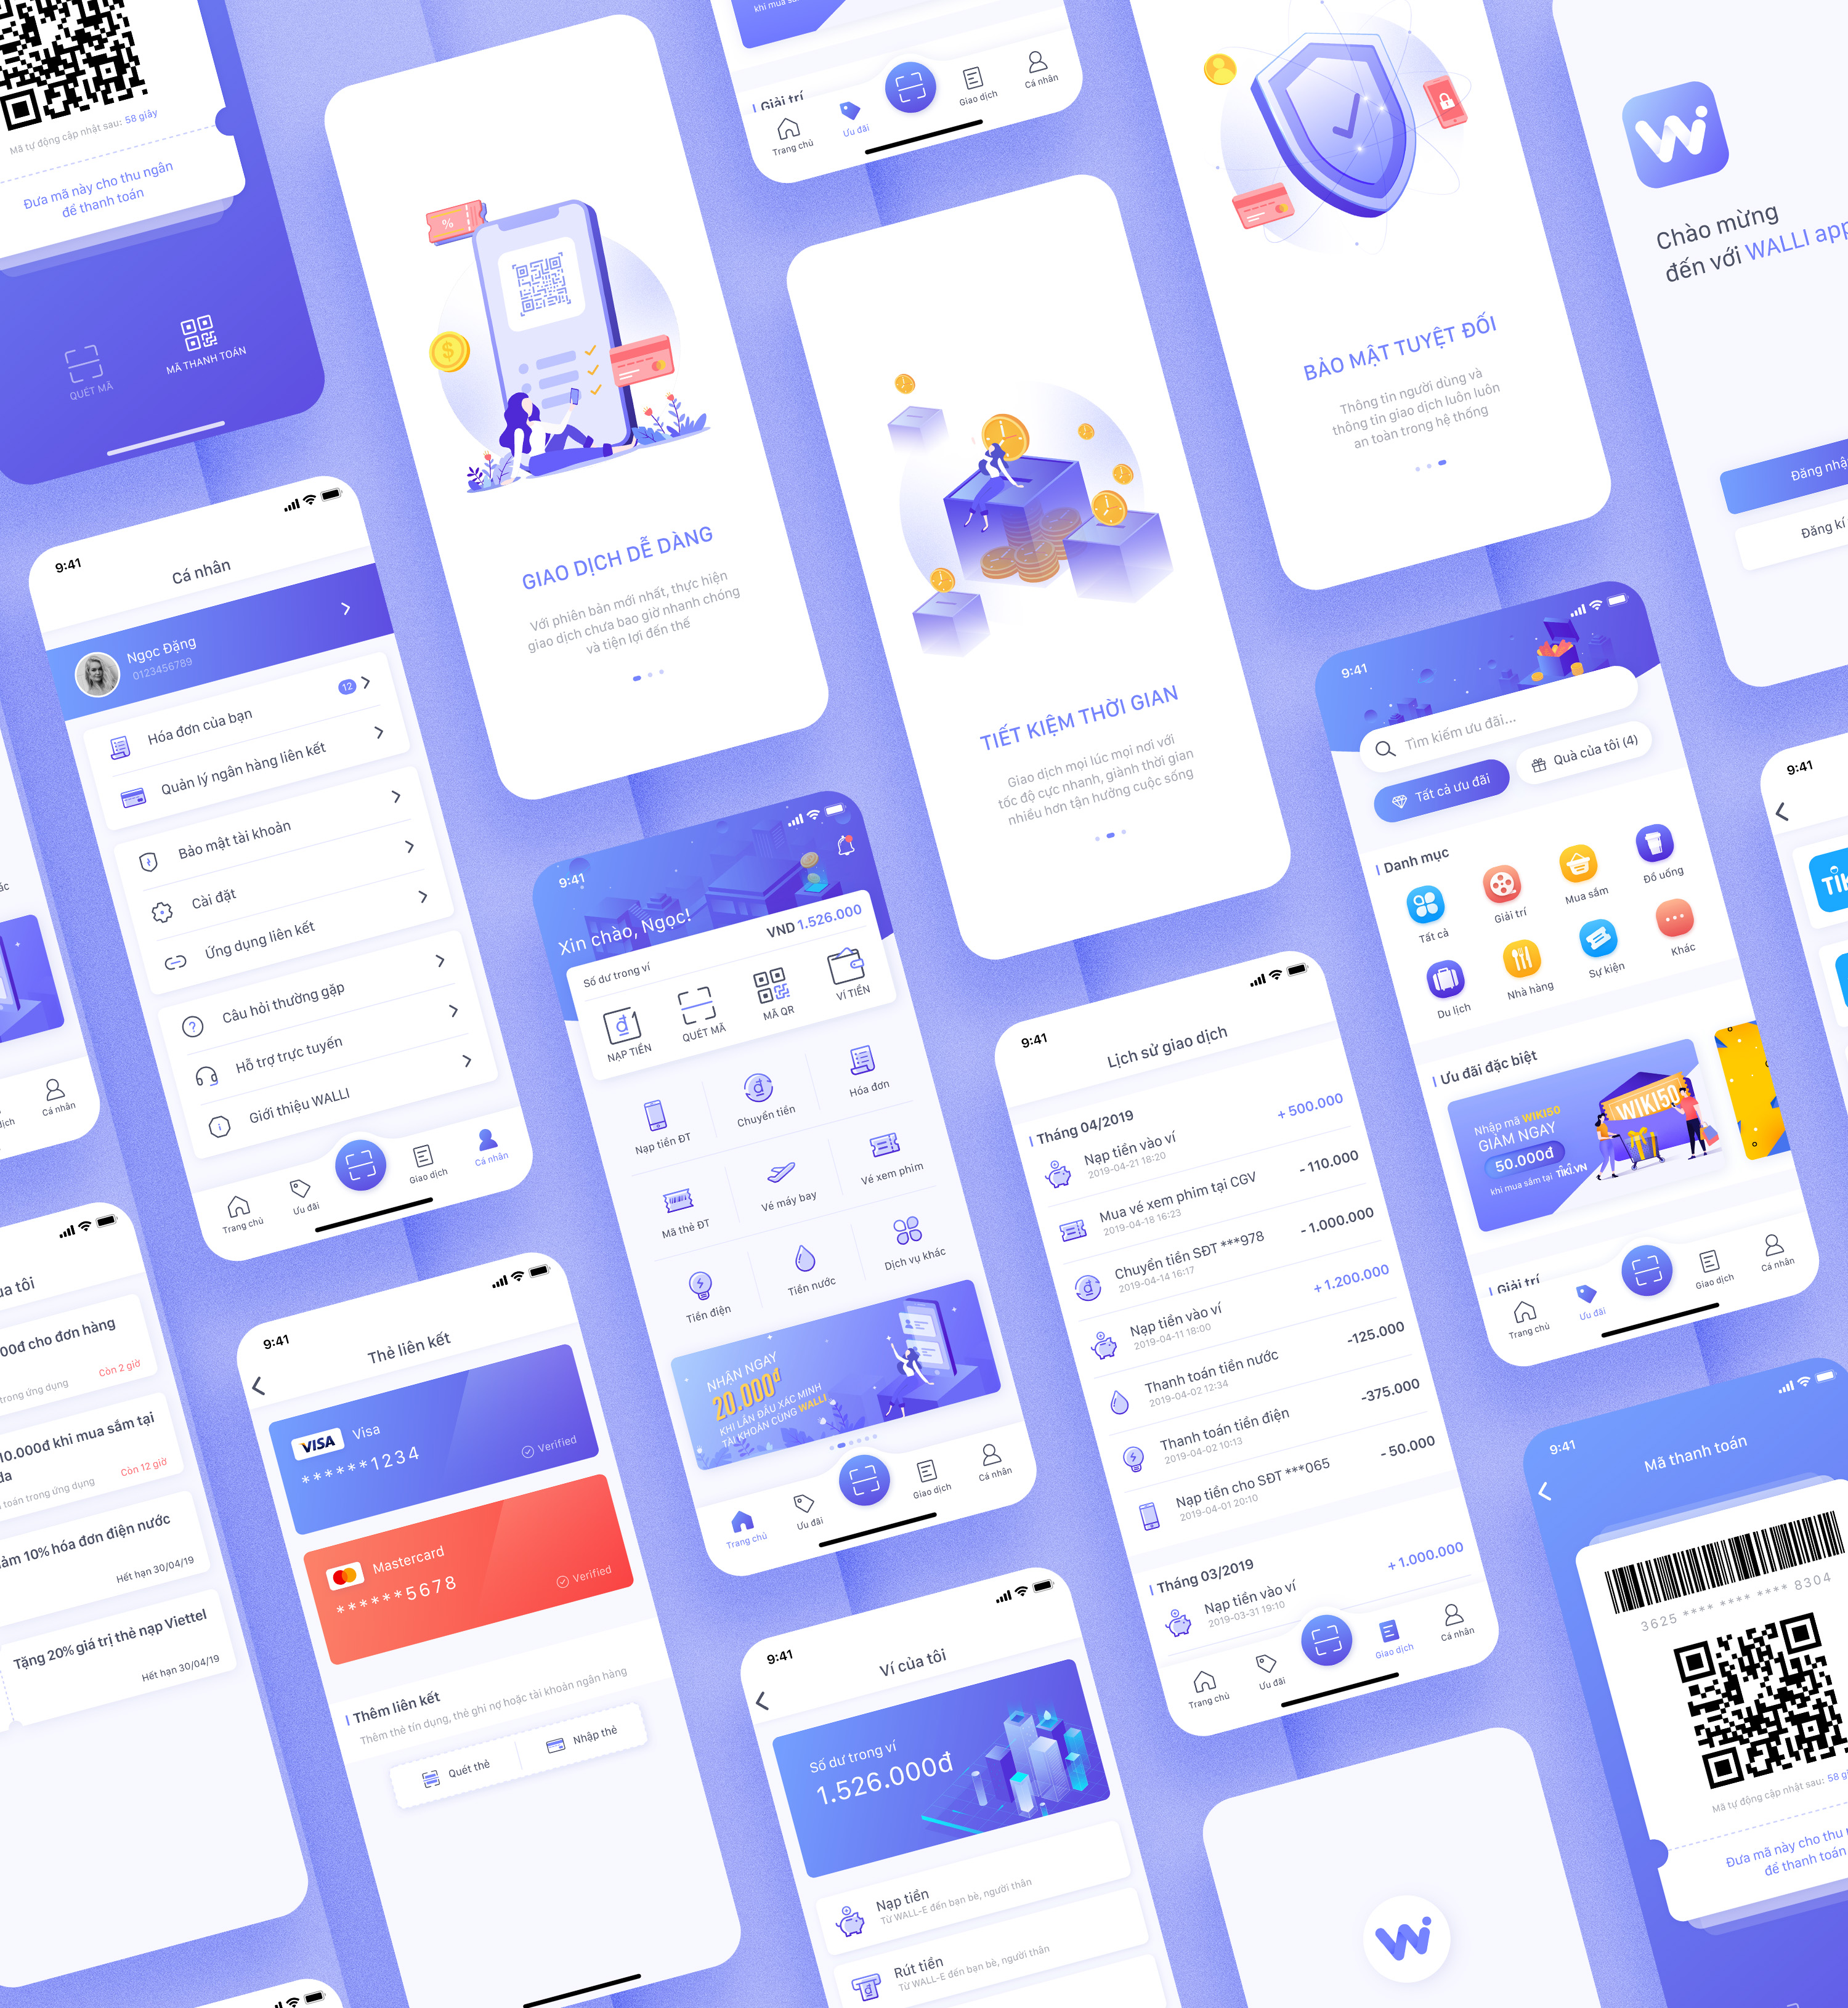 Mã tự động cập nhật sau: 58 giây
Đưa mã này cho thu ngân
để thanh toán
QUÉT MÃ
MÃ THANH TOÁN
%
$
GIAO DỊCH DỄ DÀNG
Với phiên bản mới nhất, thực hiện
giao dịch chưa bao giờ nhanh chóng
và tiện lợi đến thế
khi mua sắm
Giải trí
Trang chủ
Ưu đãi
Giao dịch
Cá nhân
TIẾT KIỆM THỜI GIAN
Giao dịch mọi lúc mọi nơi với
tốc độ cực nhanh, giành thời gian
nhiều hơn tận hưởng cuộc sống
BẢO MẬT TUYỆT ĐỐI
Thông tin người dùng và
thông tin giao dịch luôn luôn
an toàn trong hệ thống
Chào mừng
đến với WALLI app
Đăng nhập
Đăng kí
9:41
Cá nhân
Ngọc Đặng
0123456789
Hóa đơn của bạn
12
Quản lý ngân hàng liên kết
Bảo mật tài khoản
Cài đặt
Ứng dụng liên kết
Câu hỏi thường gặp
Hỗ trợ trực tuyến
Giới thiệu WALLI
Trang chủ
Ưu đãi
Giao dịch
Cá nhân
Cá nhân
9:41
Xin chào, Ngọc!
Số dư trong ví
VND 1.526.000
NẠP TIỀN
QUÉT MÃ
MÃ QR
VÍ TIỀN
Nạp tiền ĐT
Chuyển tiền
Hóa đơn
Mã thẻ ĐT
Vé máy bay
Vé xem phim
Tiền điện
Tiền nước
Dịch vụ khác
NHẬN NGAY
20.000đ
KHI LẦN ĐẦU XÁC MINH
TÀI KHOẢN CÙNG WALLI
Trang chủ
Ưu đãi
Giao dịch
Cá nhân
9:41
Lịch sử giao dịch
Tháng 04/2019
Nạp tiền vào ví
2019-04-21 18:20
+ 500.000
Mua vé xem phim tại CGV
2019-04-18 16:23
- 110.000
Chuyển tiền SĐT ***978
2019-04-14 16:17
- 1.000.000
Nạp tiền vào ví
2019-04-11 18:00
+ 1.200.000
Thanh toán tiền nước
2019-04-02 12:34
-125.000
Thanh toán tiền điện
2019-04-02 10:13
-375.000
Nạp tiền cho SĐT ***065
2019-04-01 20:10
- 50.000
Tháng 03/2019
Nạp tiền vào ví
2019-03-31 19:10
+ 1.000.000
Trang chủ
Ưu đãi
Giao dịch
Cá nhân
9:41
Tìm kiếm ưu đãi...
Tất cả ưu đãi
Quà của tôi (4)
Danh mục
Tất cả
Giải trí
Mua sắm
Đồ uống
Du lịch
Nhà hàng
Sự kiện
Khác
Ưu đãi đặc biệt
Nhập mã WIKI50
GIẢM NGAY
50.000đ
khi mua sắm tại TIKI.VN
WIKI50
Giải trí
Trang chủ
Ưu đãi
Giao dịch
Cá nhân
9:41
của tôi
00đ cho đơn hàng
trong ứng dụng
Còn 2 giờ
10.000đ khi mua sắm tại
toán trong ứng dụng
Còn 12 giờ
10% hóa đơn điện nước
Hết hạn 30/04/19
Tặng 20% giá trị thẻ nạp Viettel
Hết hạn 30/04/19
9:41
Thẻ liên kết
VISA
Visa
******1234
Verified
Mastercard
******5678
Verified
Thêm liên kết
Thêm thẻ tín dụng, thẻ ghi nợ hoặc tài khoản ngân hàng
Quét thẻ
Nhập thẻ
9:41
Ví của tôi
Số dư trong ví
1.526.000đ
Nạp tiền
Từ WALL-E đến bạn bè, người thân
Rút tiền
Từ WALL-E đến bạn bè, người thân
9:41
Mã thanh toán
3625 **** **** **** 8304
Mã tự động cập nhật sau: 58
Đưa mã này cho thu
để thanh toán